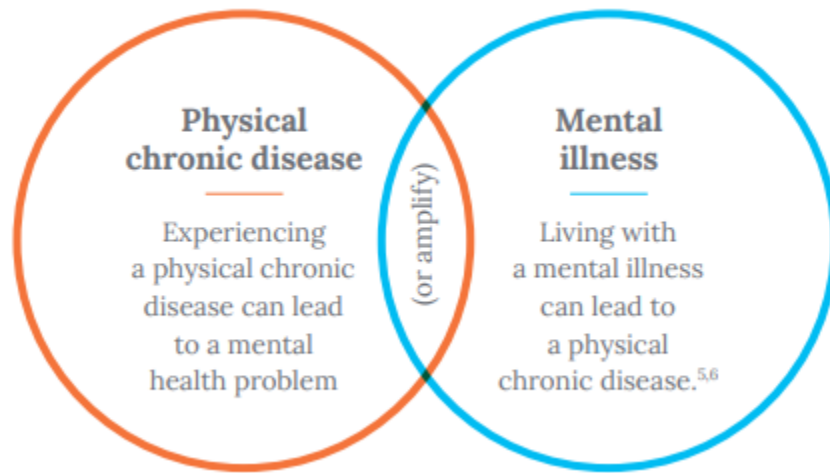 Physical
chronic disease
Experiencing
a physical chronic
disease can lead
to a mental
health problem
(or amplify)
Mental
illness
Living with
a mental illness
can lead to
a physical
chronic disease.5,6